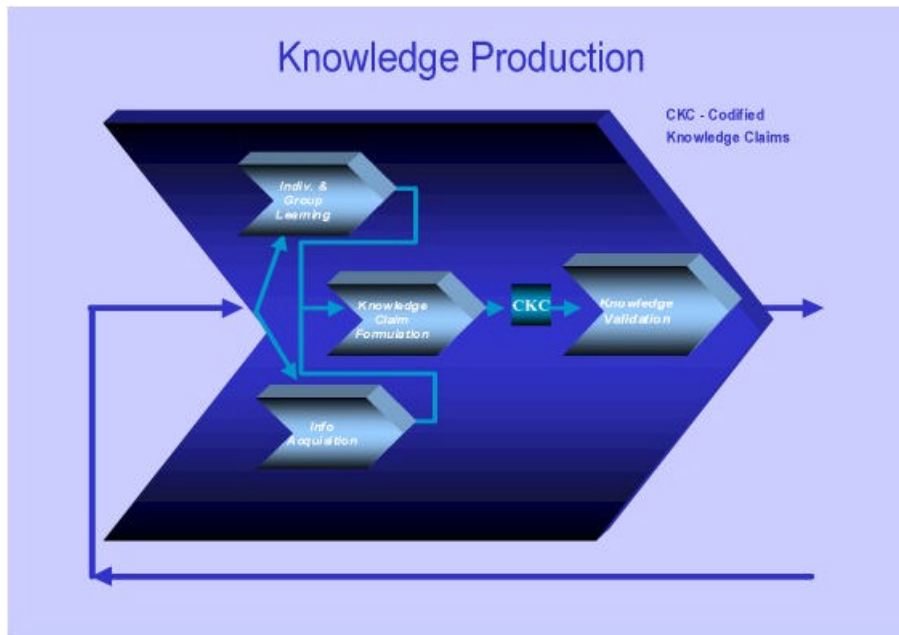 Knowledge Production
CKC - Codified
Knowledge Claims
Indiv. &
Group
Learning
Knowledge
Claim
Formulation
CKC
Knowledge
Validation
Info
Acquisition